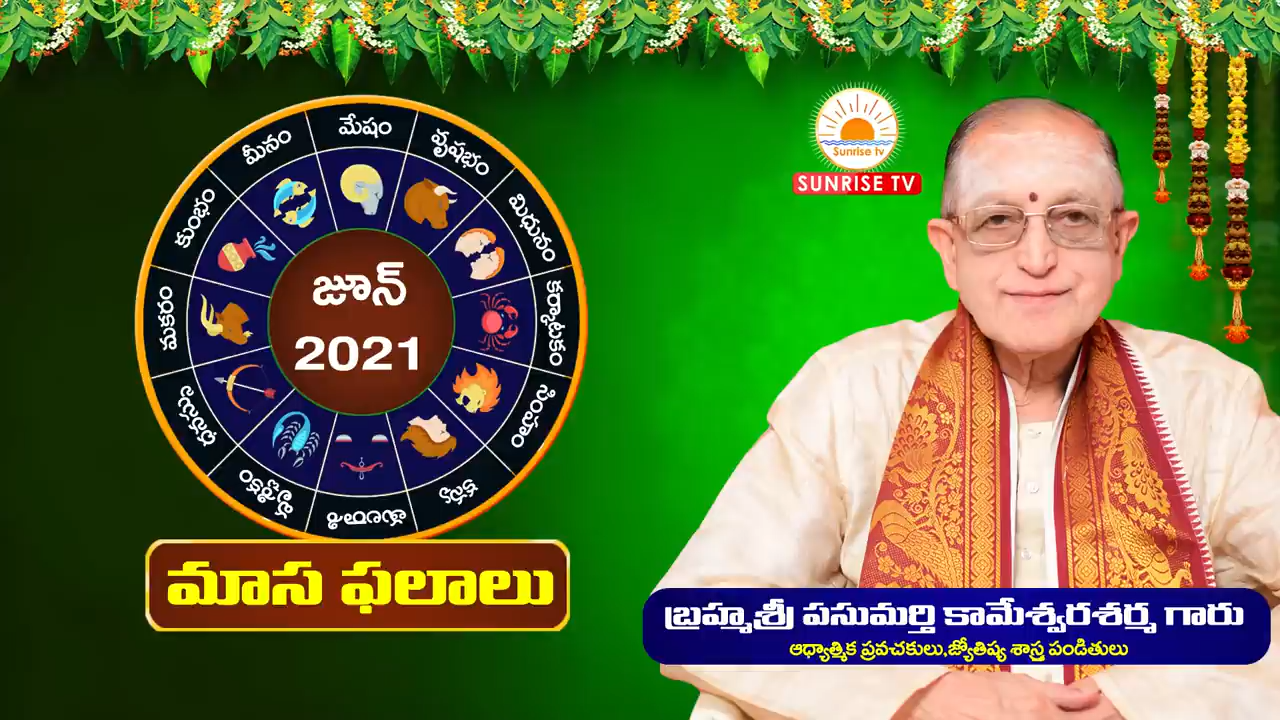 మేషం
వృషభం
మిధునం
కర్కాటకం
సింహం
కన్య
తులారాశి
వృశ్చికం
ధనుస్సు
మకరం
కుంభం
మీనం
జూన్
2021
మాస ఫలాలు
Sunrise tv
SUNRISE TV
బ్రహ్మశ్రీ పసుమర్తి కామేశ్వరశర్మ గారు
ఆధ్యాత్మిక ప్రవచకులు,జ్యోతిష్య శాస్త్ర పండితులు